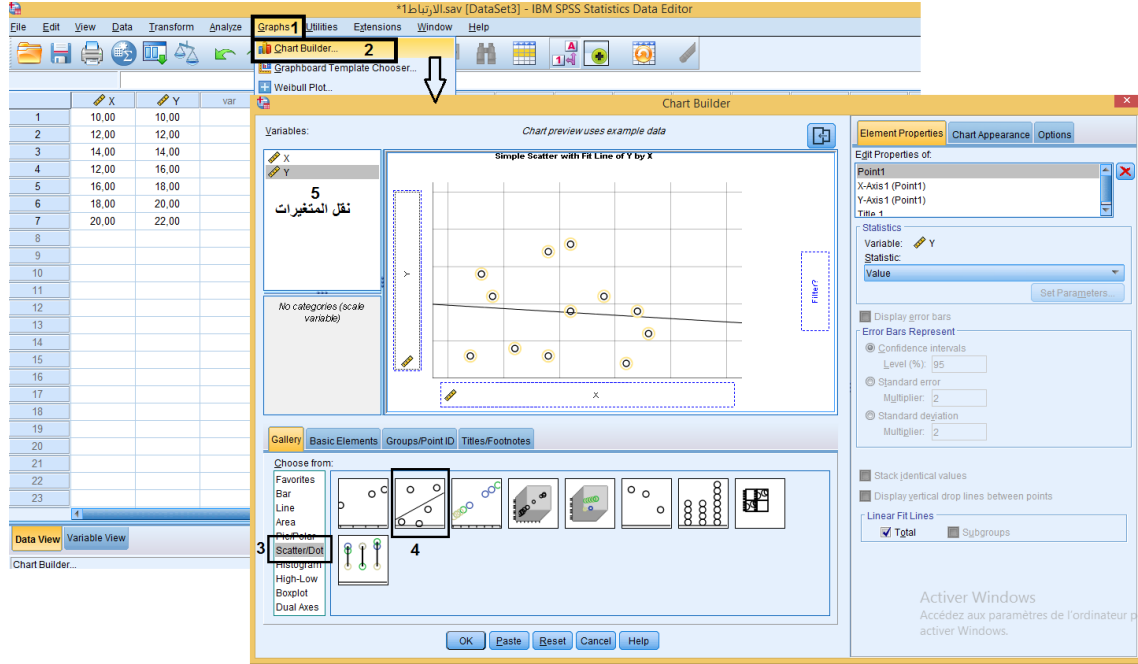 *1الارتباط.sav [DataSet3] - IBM SPSS Statistics Data Editor
File Edit View Data Transform Analyze Graphs 1 Utilities Extensions Window Help
Chart Builder... 2
Graphboard Template Chooser...
Weibull Plot...
X Y var
1 10,00 10,00
2 12,00 12,00
3 14,00 14,00
4 12,00 16,00
5 16,00 18,00
6 18,00 20,00
7 20,00 22,00
8
9
10
11
12
13
14
15
16
17
18
19
20
21
22
23
Data View Variable View
Chart Builder...
Chart Builder
Variables:
Chart preview uses example data
X
Y
5
نقل المتغيرات
No categories (scale
variable)
Simple Scatter with Fit Line of Y by X
Y
X
Filter?
Gallery Basic Elements Groups/Point ID Titles/Footnotes
Choose from:
Favorites
Bar
Line
Area
Pie/Polar
3 Scatter/Dot
Histogram
High-Low
Boxplot
Dual Axes
4
OK Paste Reset Cancel Help
Element Properties Chart Appearance Options
Edit Properties of:
Point1
X-Axis1 (Point1)
Y-Axis1 (Point1)
Title 1
Statistics
Variable: Y
Statistic:
Value
Set Parameters...
Display error bars
Error Bars Represent
Confidence intervals
Level (%): 95
Standard error
Multiplier: 2
Standard deviation
Multiplier: 2
Stack identical values
Display vertical drop lines between points
Linear Fit Lines
Total Subgroups
Activer Windows
Accédez aux paramètres de l'ordinateur p
activer Windows.